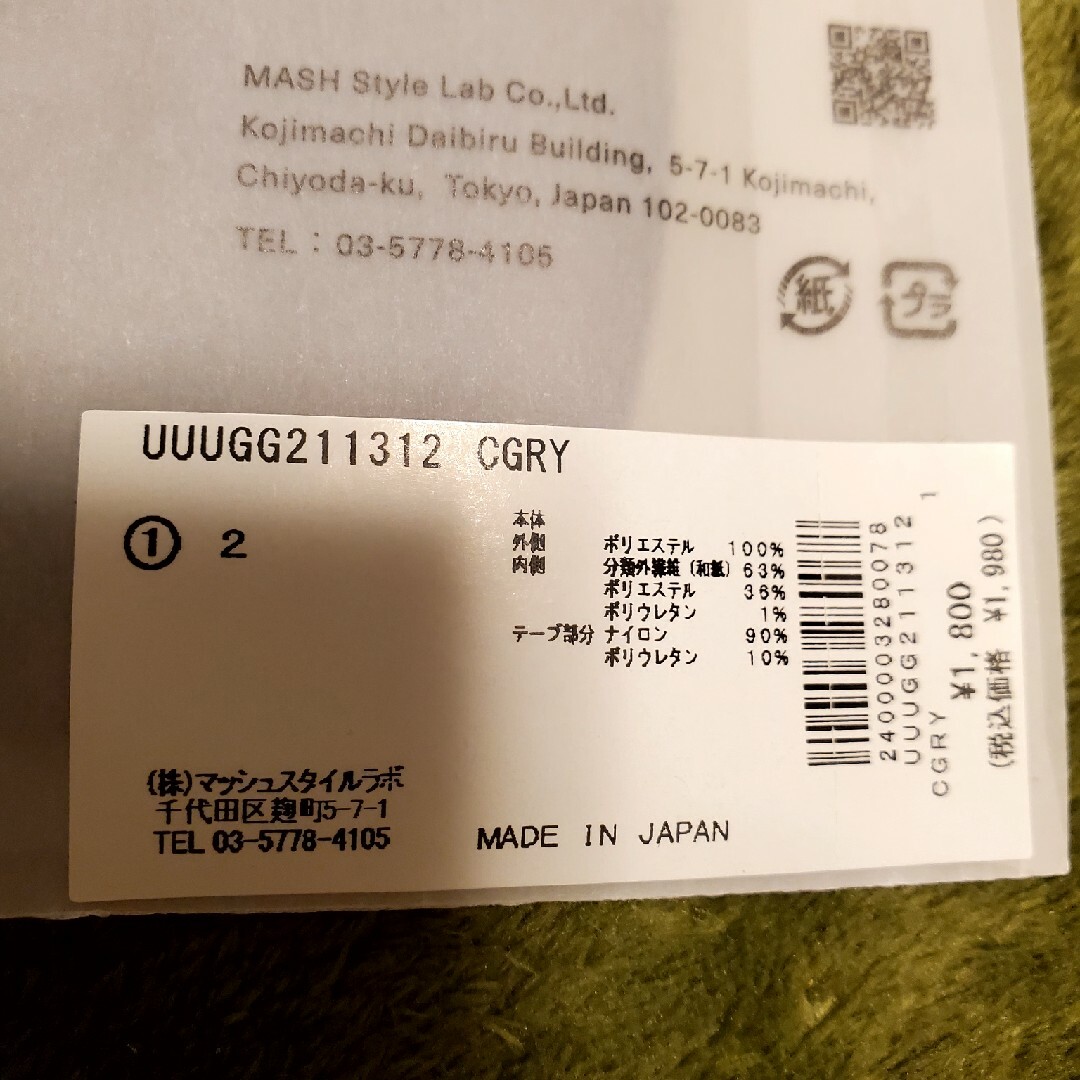 MASH Style Lab Co.,Ltd.
Kojimachi Daibiru Building, 5-7-1 Kojimachi,
Chiyoda-ku, Tokyo, Japan 102-0083
TEL : 03-5778-4105
紙
プラ
UUUGG211312 CGRY
① 2
本体
外側 ポリエステル 100%
内側 分類外繊維(和紙) 63%
ポリエステル 36%
ポリウレタン 1%
テープ部分 ナイロン 90%
ポリウレタン 10%
2400003280078
UUUGG211312 1
CGRY
¥1,800
(税込価格 ¥1,980)
(株)マッシュスタイルラボ
千代田区麹町5-7-1
TEL 03-5778-4105
MADE IN JAPAN